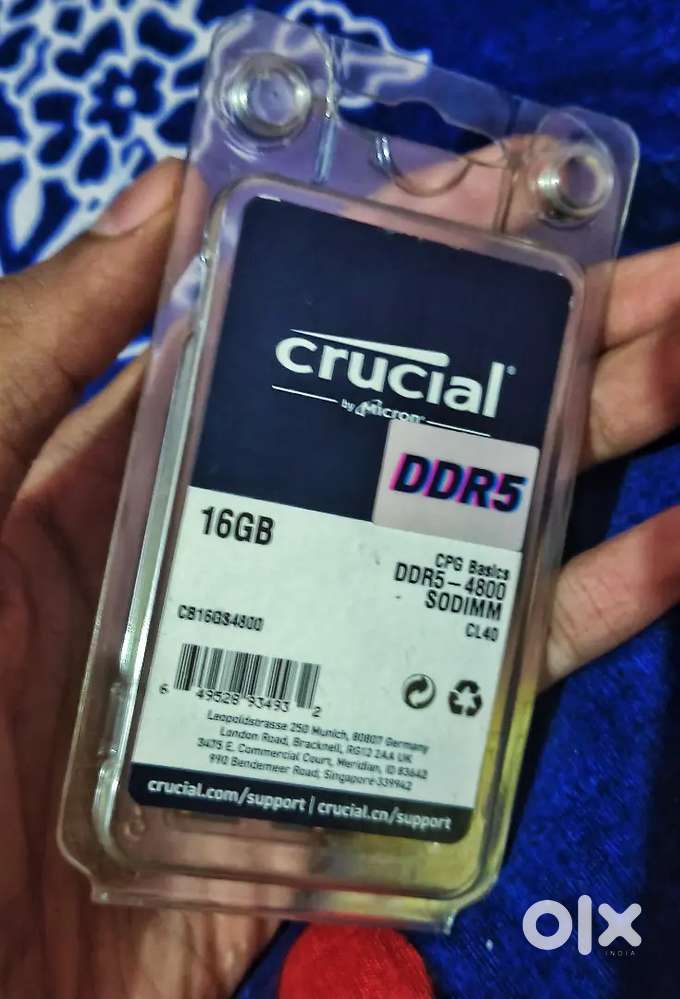 crucial®
by Micron®
DDR5
16GB
CPG Basics
DDR5-4800
SODIMM
CL40
CB16GS4800
6 49528 93493 2
Leopoldstrasse 250 Munich, 80807 Germany
London Road, Bracknell, RG12 2AA UK
3475 E. Commercial Court, Meridian, ID 83642
990 Bendemeer Road, Singapore 339942
crucial.com/support | crucial.cn/support
olx
INDIA